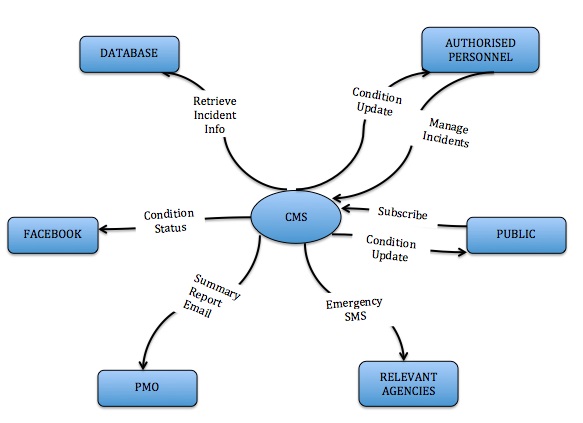 DATABASE
AUTHORISED
PERSONNEL
Retrieve
Incident
Info
Condition
Update
Manage
Incidents
FACEBOOK
Condition
Status
CMS
Subscribe
Condition
Update
PUBLIC
Summary
Report
Email
Emergency
SMS
PMO
RELEVANT
AGENCIES